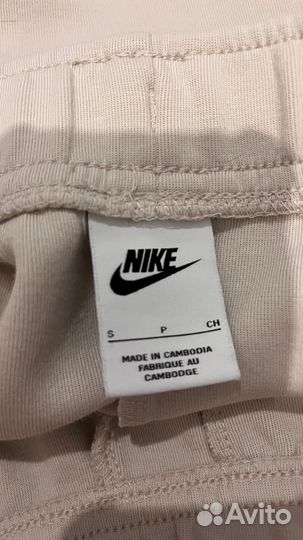 NIKE
S P CH
MADE IN CAMBODIA
FABRIQUE AU
CAMBODGE
Avito